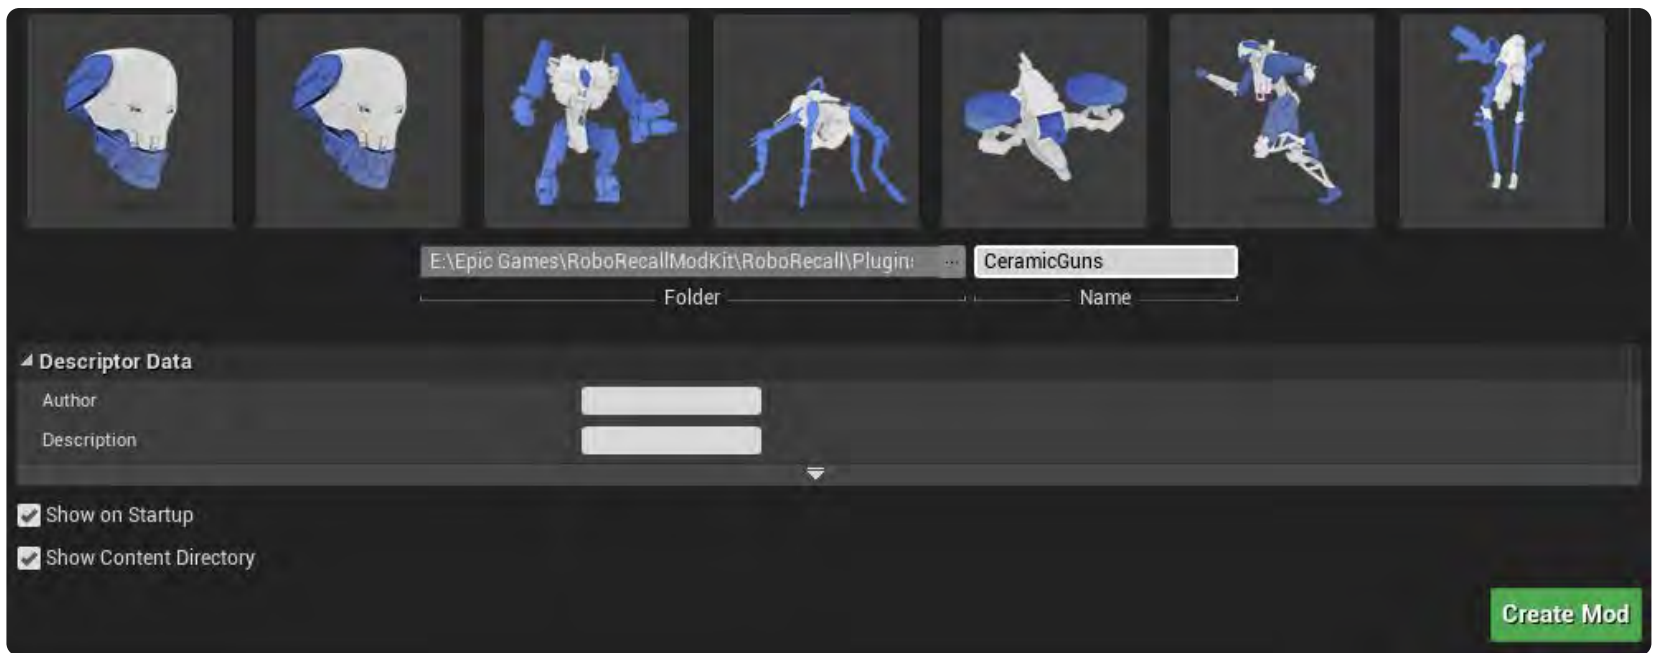 E:\Epic Games\RoboRecallModKit\RoboRecall\Plugin
...
CeramicGuns
Folder
Name
Descriptor Data
Author
Description
Show on Startup
Show Content Directory
Create Mod